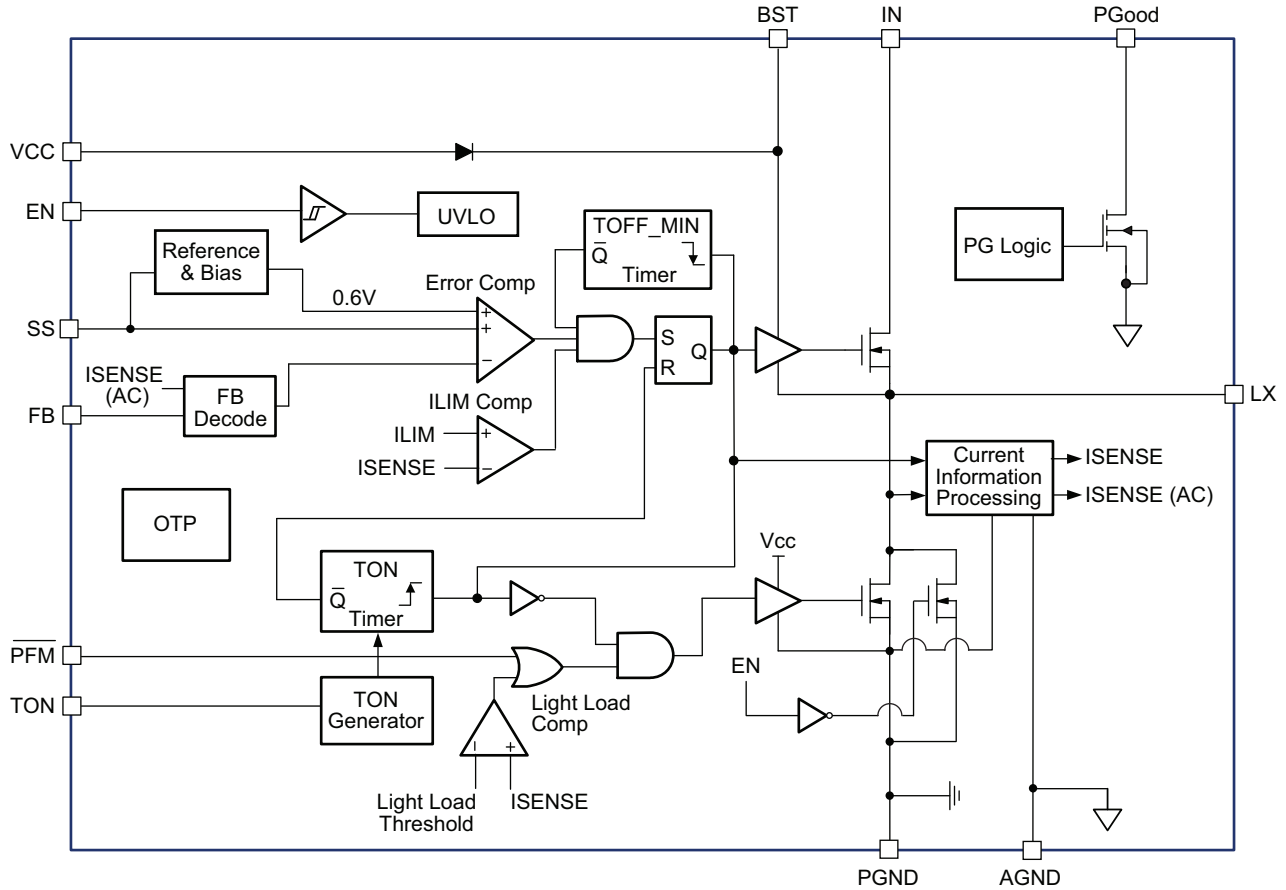 BST
IN
PGood
VCC
EN
UVLO
TOFF_MIN
Q̅
Timer
PG Logic
Reference
& Bias
Error Comp
0.6V
+
+
−
SS
S
R
Q
ISENSE
(AC)
FB
Decode
FB
LX
ILIM Comp
ILIM
+
ISENSE
−
Current
Information
Processing
ISENSE
ISENSE (AC)
OTP
TON
Q̅
Timer
Vcc
P̅F̅M̅
TON
TON
Generator
Light Load
Comp
EN
−
+
Light Load
Threshold
ISENSE
PGND
AGND